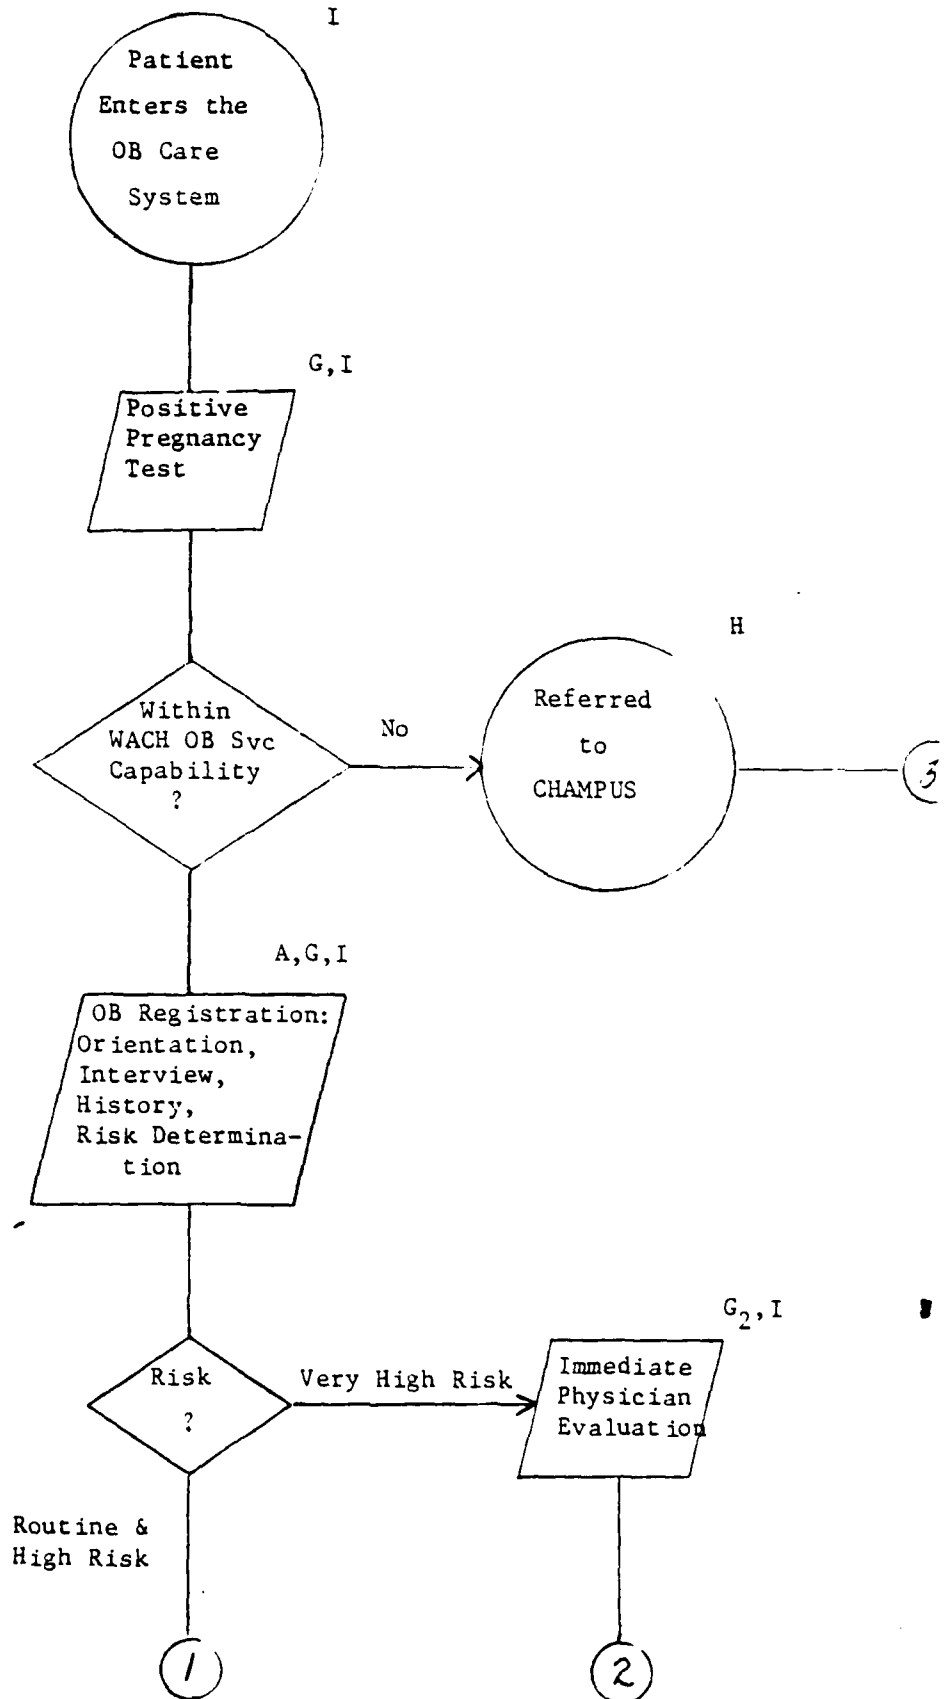 I
Patient
Enters the
OB Care
System
G,I
Positive
Pregnancy
Test
H
Within
WACH OB Svc
Capability
?
No
Referred
to
CHAMPUS
A,G,I
OB Registration:
Orientation,
Interview,
History,
Risk Determina-
tion
G2,I
Risk
?
Very High Risk
Immediate
Physician
Evaluation
Routine &
High Risk
1
2